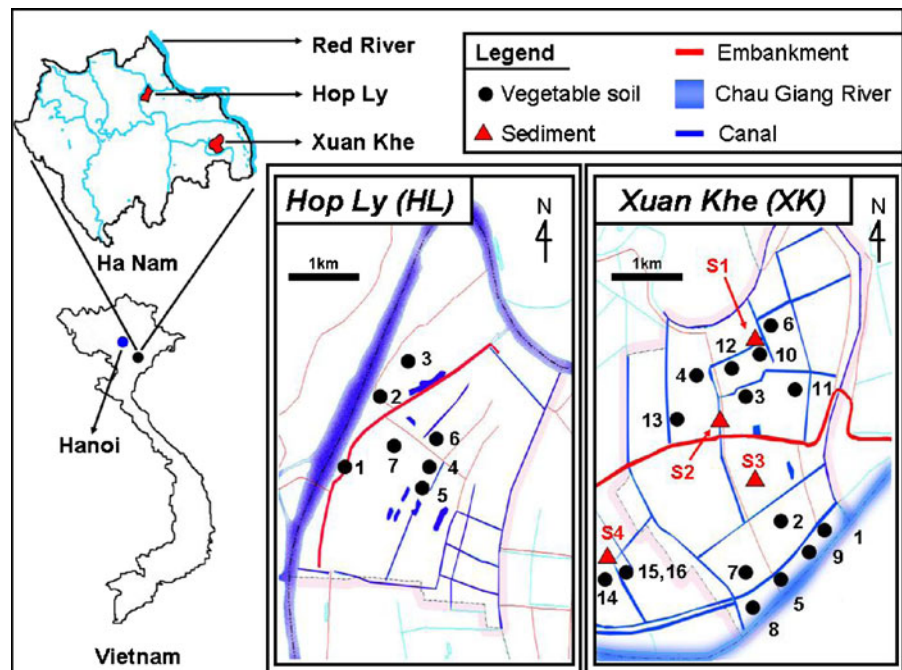 Red River
Hop Ly
Xuan Khe
Ha Nam
Hanoi
Vietnam
Legend
Vegetable soil
Sediment
Embankment
Chau Giang River
Canal
Hop Ly (HL)
N
1km
3
2
6
1
7
4
5
Xuan Khe (XK)
N
1km
S1
6
12
10
4
3
11
13
S2
S3
2
1
S4
9
15,16
7
14
5
8